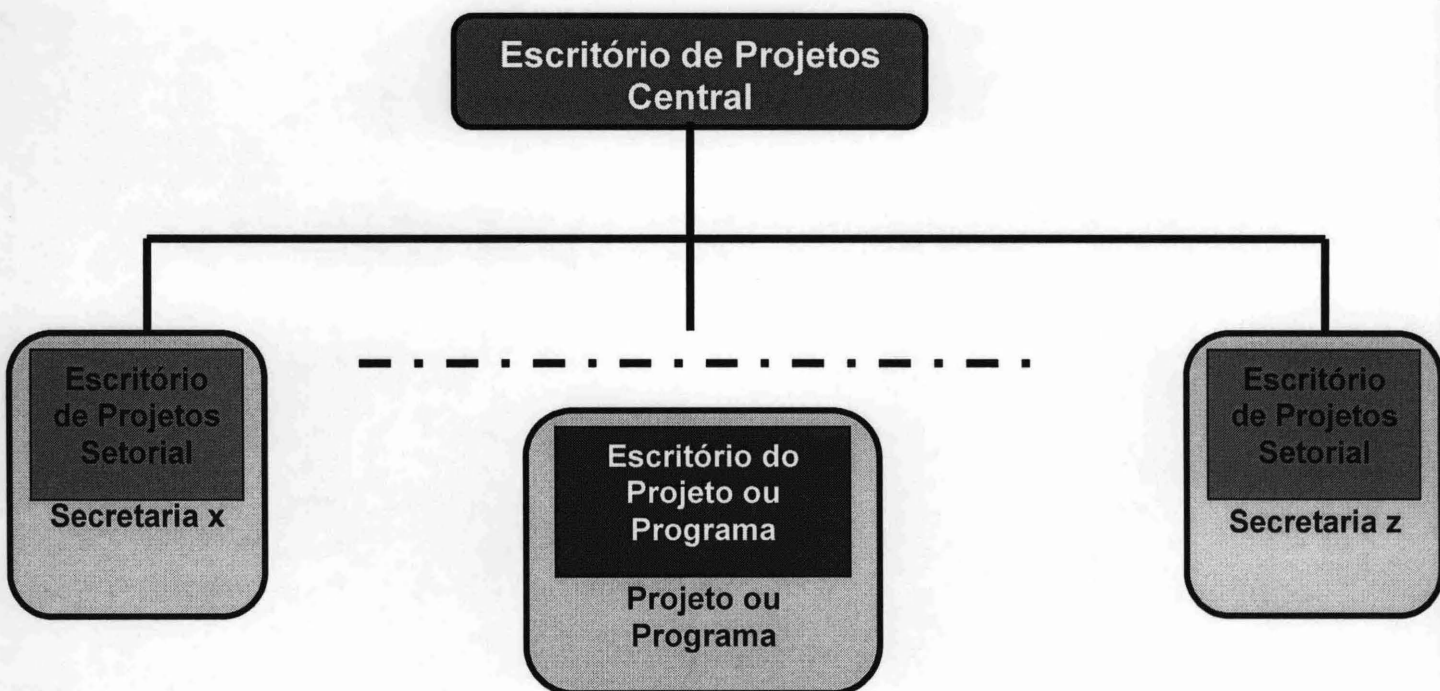 Escritório de Projetos
Central
Escritório
de Projetos
Setorial
Secretaria x
Escritório do
Projeto ou
Programa
Projeto ou
Programa
Escritório
de Projetos
Setorial
Secretaria z